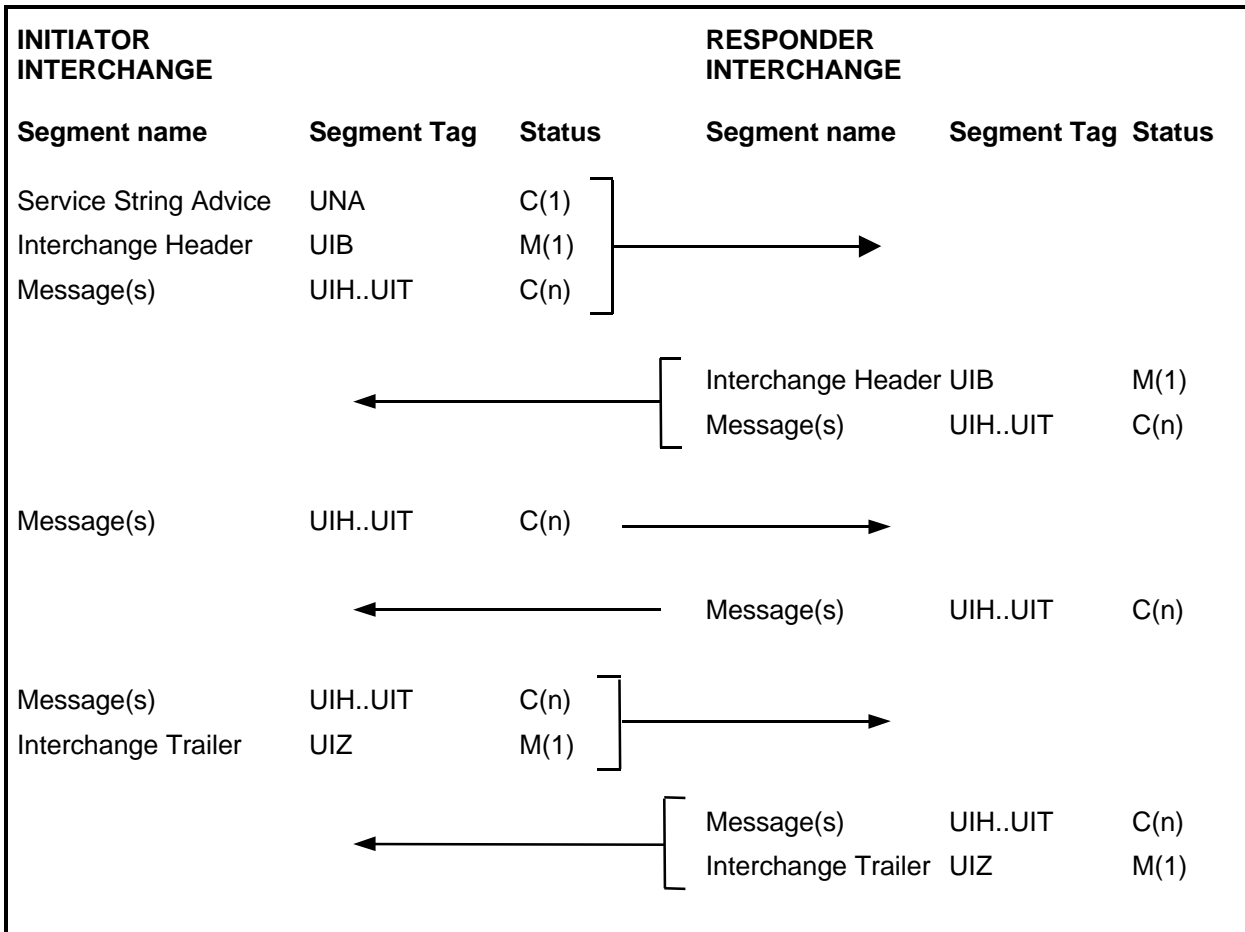 INITIATOR RESPONDER
INTERCHANGE INTERCHANGE
Segment name Segment Tag Status Segment name Segment Tag Status
Service String Advice UNA C(1)
Interchange Header UIB M(1)
Message(s) UIH..UIT C(n)
Interchange Header UIB M(1)
Message(s) UIH..UIT C(n)
Message(s) UIH..UIT C(n)
Message(s) UIH..UIT C(n)
Message(s) UIH..UIT C(n)
Interchange Trailer UIZ M(1)
Message(s) UIH..UIT C(n)
Interchange Trailer UIZ M(1)